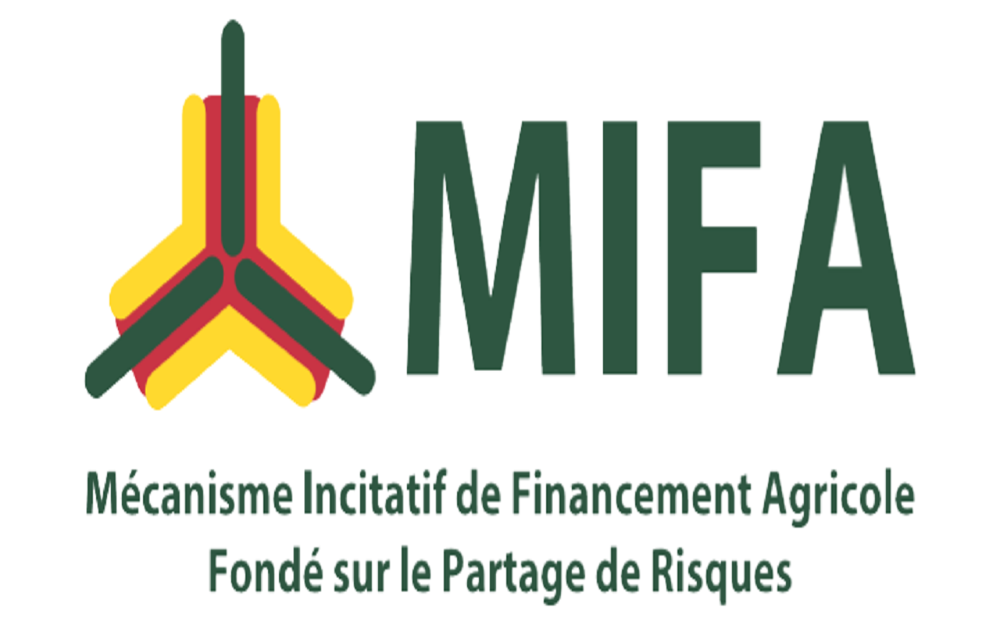 MIFA
Mécanisme Incitatif de Financement Agricole
Fondé sur le Partage de Risques